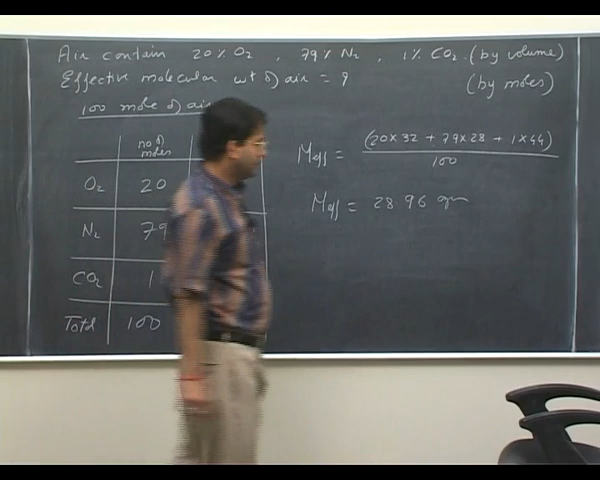 Air contain 20% O2 , 79% N2 , 1% CO2. (by volume)
Effective molecular wt of air = ? (by moles)
100 mole of air
no of moles
O2 20
N2 79
CO2 1
Total 100
Meff = (20×32 + 79×28 + 1×44)
100
Meff = 28.96 gm